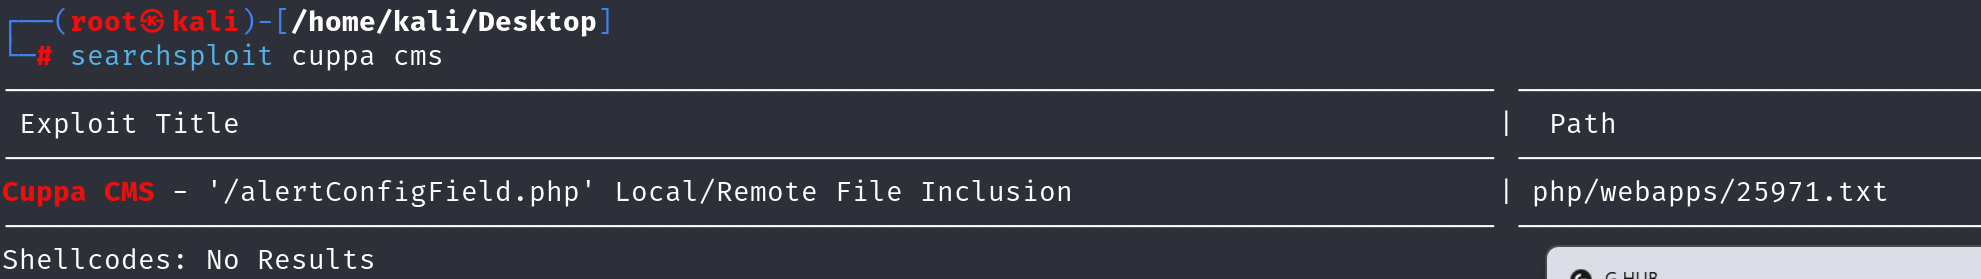 (root㉿kali)-[/home/kali/Desktop]
# searchsploit cuppa cms
Exploit Title | Path
Cuppa CMS - '/alertConfigField.php' Local/Remote File Inclusion | php/webapps/25971.txt
Shellcodes: No Results
G HUB